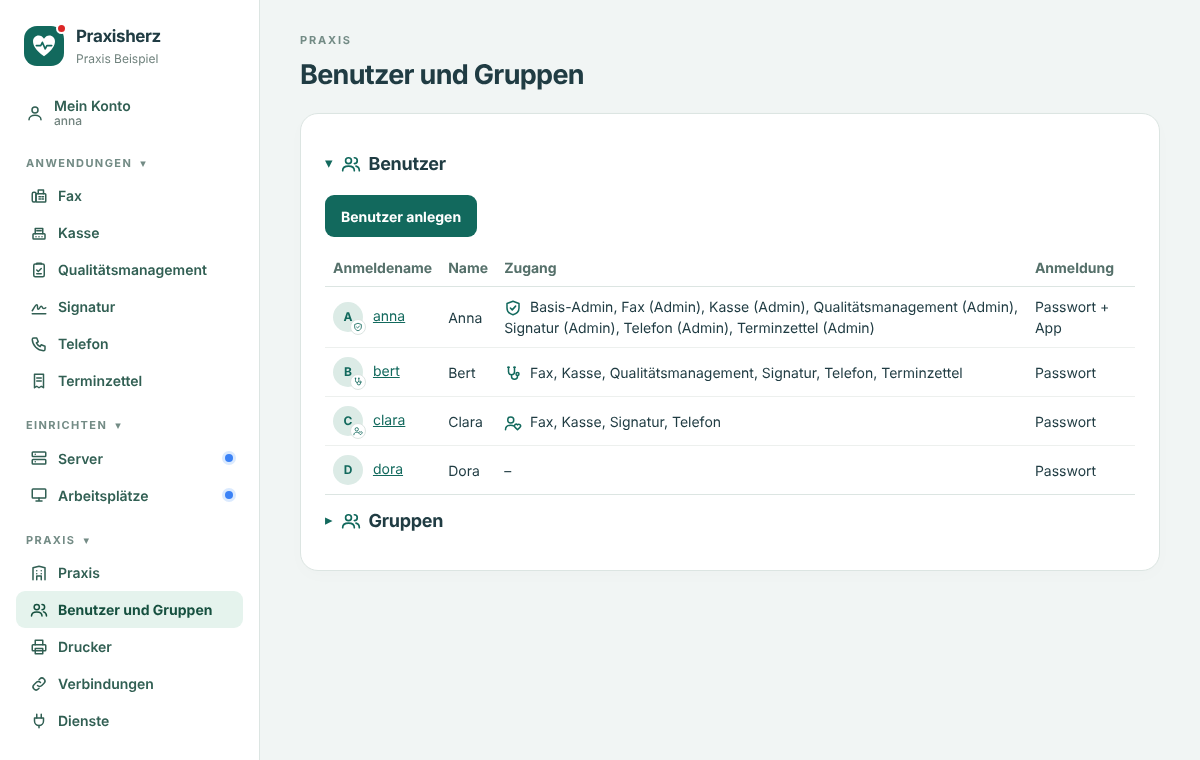 Praxisherz
Praxis Beispiel
Mein Konto
anna
ANWENDUNGEN ▾
Fax
Kasse
Qualitätsmanagement
Signatur
Telefon
Terminzettel
EINRICHTEN ▾
Server
Arbeitsplätze
PRAXIS ▾
Praxis
Benutzer und Gruppen
Drucker
Verbindungen
Dienste
PRAXIS
Benutzer und Gruppen
▾ Benutzer
Benutzer anlegen
Anmeldename Name Zugang Anmeldung
A anna Anna Basis-Admin, Fax (Admin), Kasse (Admin), Qualitätsmanagement (Admin), Passwort +
Signatur (Admin), Telefon (Admin), Terminzettel (Admin) App
B bert Bert Fax, Kasse, Qualitätsmanagement, Signatur, Telefon, Terminzettel Passwort
C clara Clara Fax, Kasse, Signatur, Telefon Passwort
D dora Dora – Passwort
▸ Gruppen